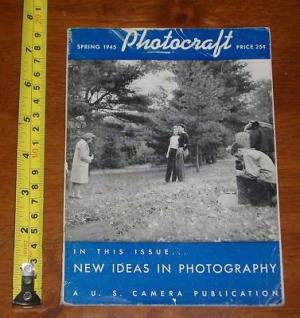 SPRING 1945 Photocraft PRICE 25¢
IN THIS ISSUE...
NEW IDEAS IN PHOTOGRAPHY
A U. S. CAMERA PUBLICATION